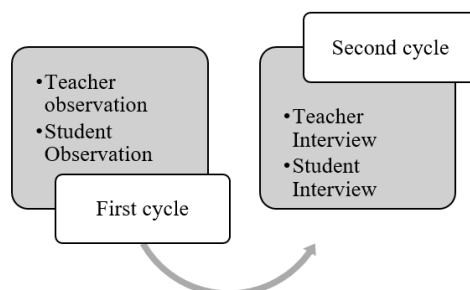 •Teacher
observation
•Student
Observation
First cycle
Second cycle
•Teacher
Interview
•Student
Interview